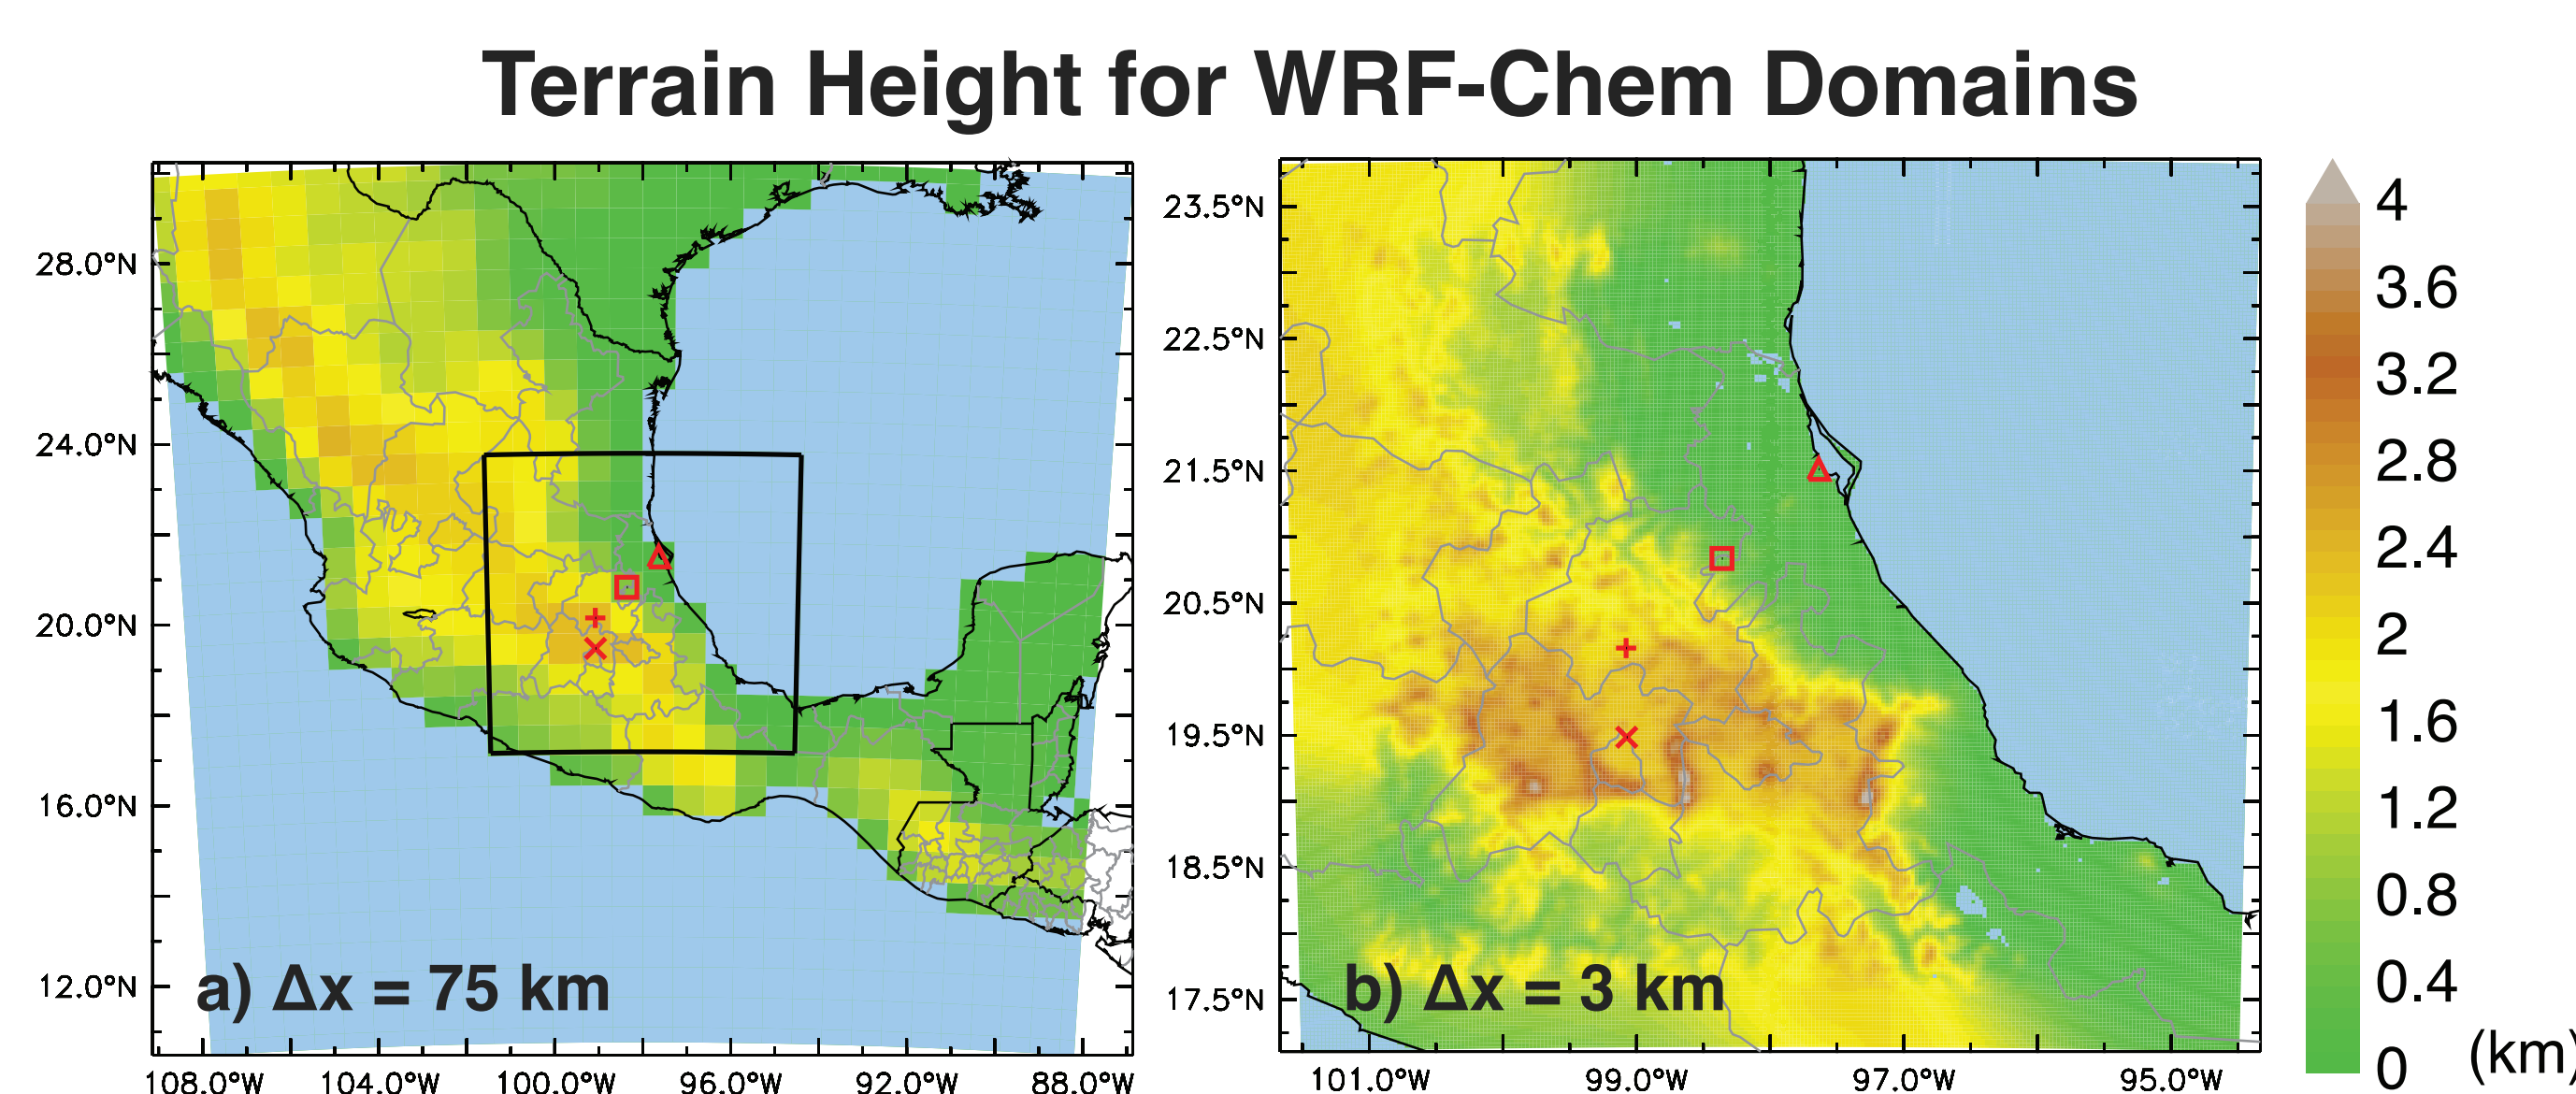 Terrain Height for WRF-Chem Domains
28.0°N
24.0°N
20.0°N
16.0°N
12.0°N
108.0°W 104.0°W 100.0°W 96.0°W 92.0°W 88.0°W
a) Δx = 75 km
23.5°N
22.5°N
21.5°N
20.5°N
19.5°N
18.5°N
17.5°N
101.0°W 99.0°W 97.0°W 95.0°W
b) Δx = 3 km
4
3.6
3.2
2.8
2.4
2
1.6
1.2
0.8
0.4
0
(km)